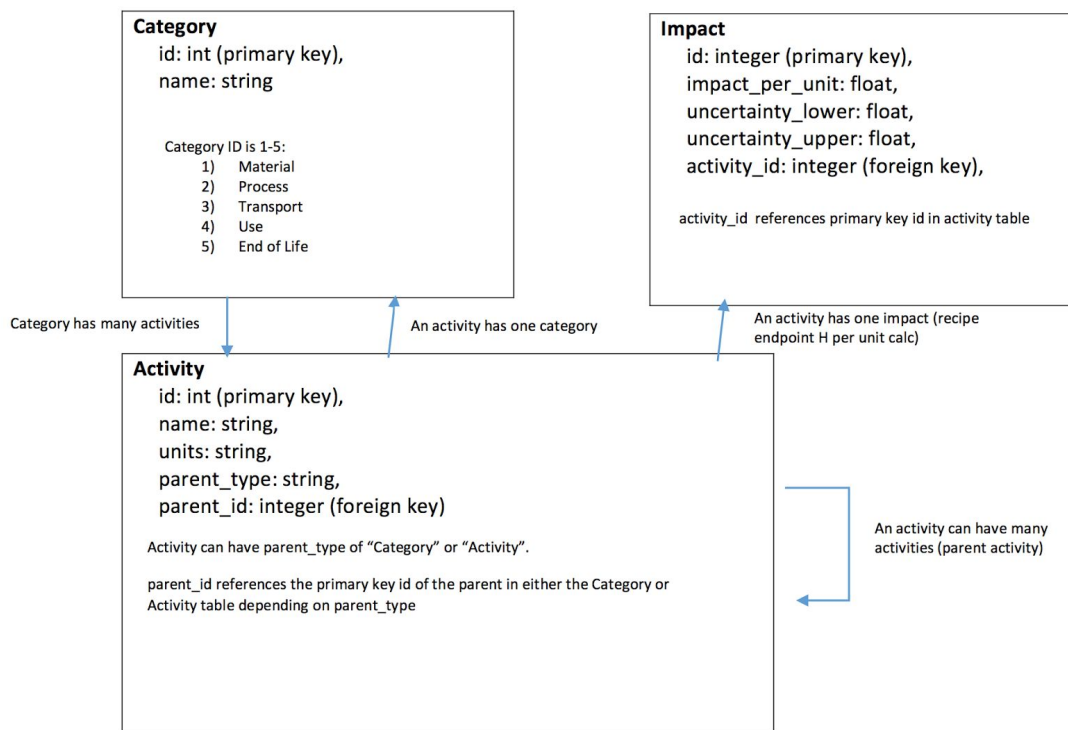 Category
id: int (primary key),
name: string
Category ID is 1-5:
1) Material
2) Process
3) Transport
4) Use
5) End of Life
Impact
id: integer (primary key),
impact_per_unit: float,
uncertainty_lower: float,
uncertainty_upper: float,
activity_id: integer (foreign key),
activity_id references primary key id in activity table
Category has many activities
An activity has one category
An activity has one impact (recipe
endpoint H per unit calc)
Activity
id: int (primary key),
name: string,
units: string,
parent_type: string,
parent_id: integer (foreign key)
Activity can have parent_type of “Category” or “Activity”.
parent_id references the primary key id of the parent in either the Category or
Activity table depending on parent_type
An activity can have many
activities (parent activity)